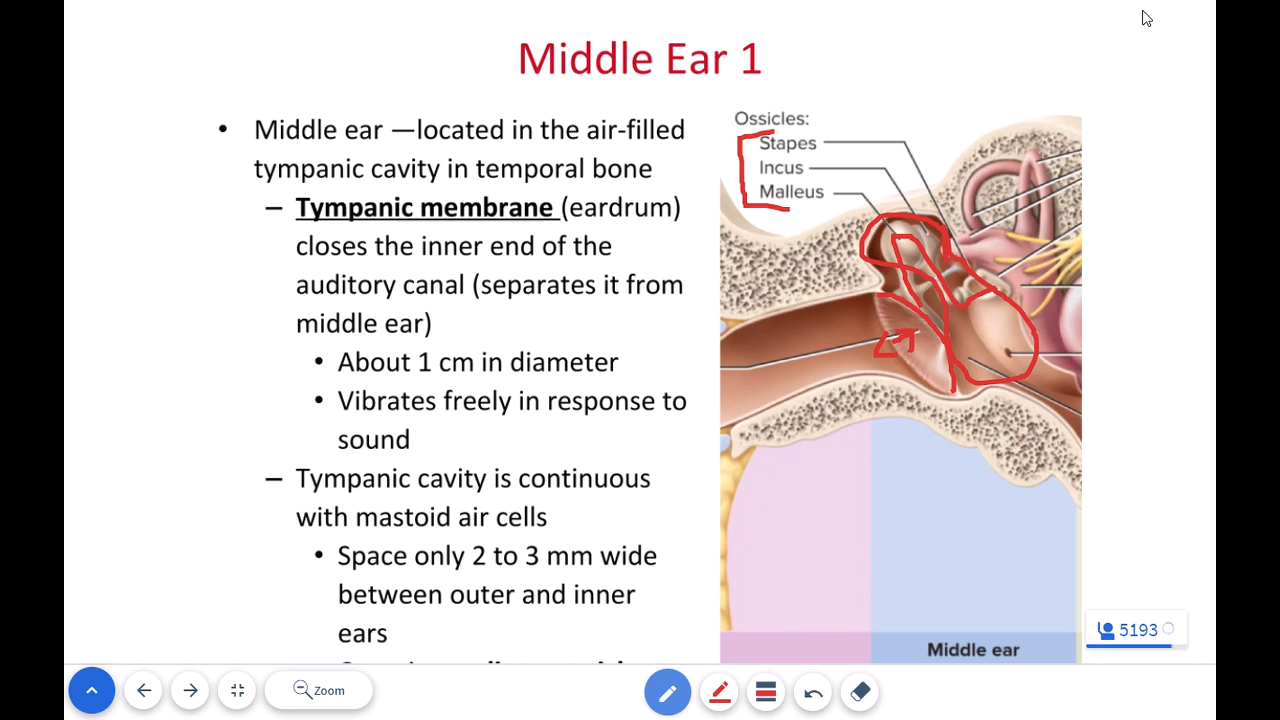 Middle Ear 1
• Middle ear —located in the air-filled
tympanic cavity in temporal bone
– Tympanic membrane (eardrum)
closes the inner end of the
auditory canal (separates it from
middle ear)
• About 1 cm in diameter
• Vibrates freely in response to
sound
– Tympanic cavity is continuous
with mastoid air cells
• Space only 2 to 3 mm wide
between outer and inner
ears
Ossicles:
Stapes
Incus
Malleus
Middle ear
5193
Zoom